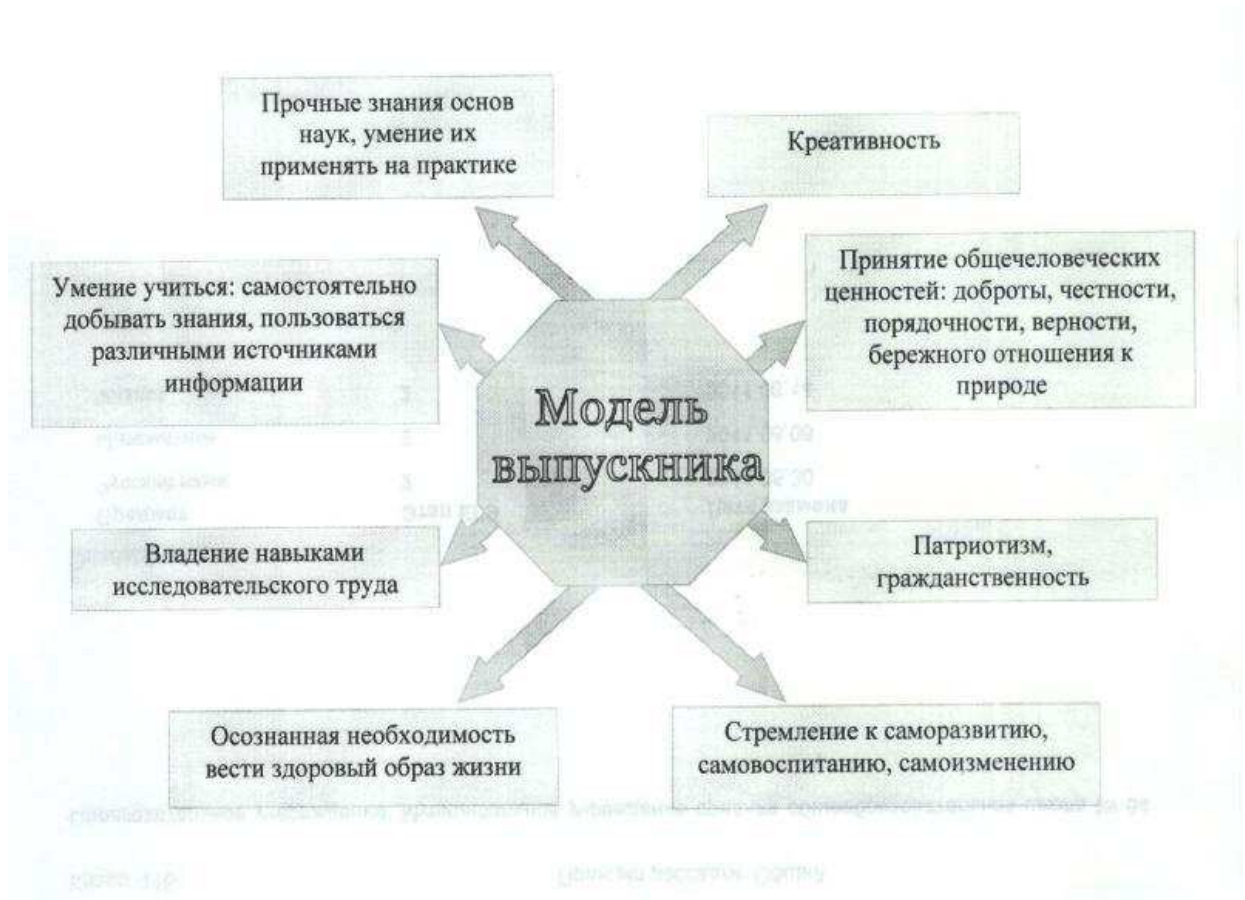 Прочные знания основ
наук, умение их
применять на практике
Креативность
Умение учиться: самостоятельно
добывать знания, пользоваться
различными источниками
информации
Принятие общечеловеческих
ценностей: доброты, честности,
порядочности, верности,
бережного отношения к
природе
Модель
выпускника
Владение навыками
исследовательского труда
Патриотизм,
гражданственность
Осознанная необходимость
вести здоровый образ жизни
Стремление к саморазвитию,
самовоспитанию, самоизменению